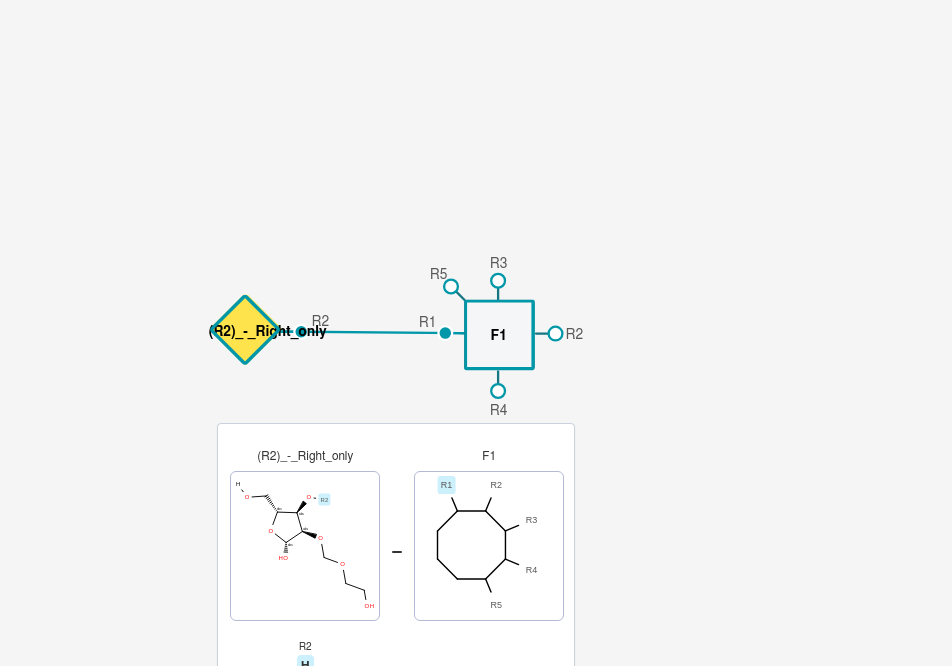 R3
R5
R2
R1
(R2)_-_Right_only
F1
R2
R4
(R2)_-_Right_only
F1
H
O
O
R2
O
O
HO
O
OH
R1
R2
R3
R4
R5
R2
H